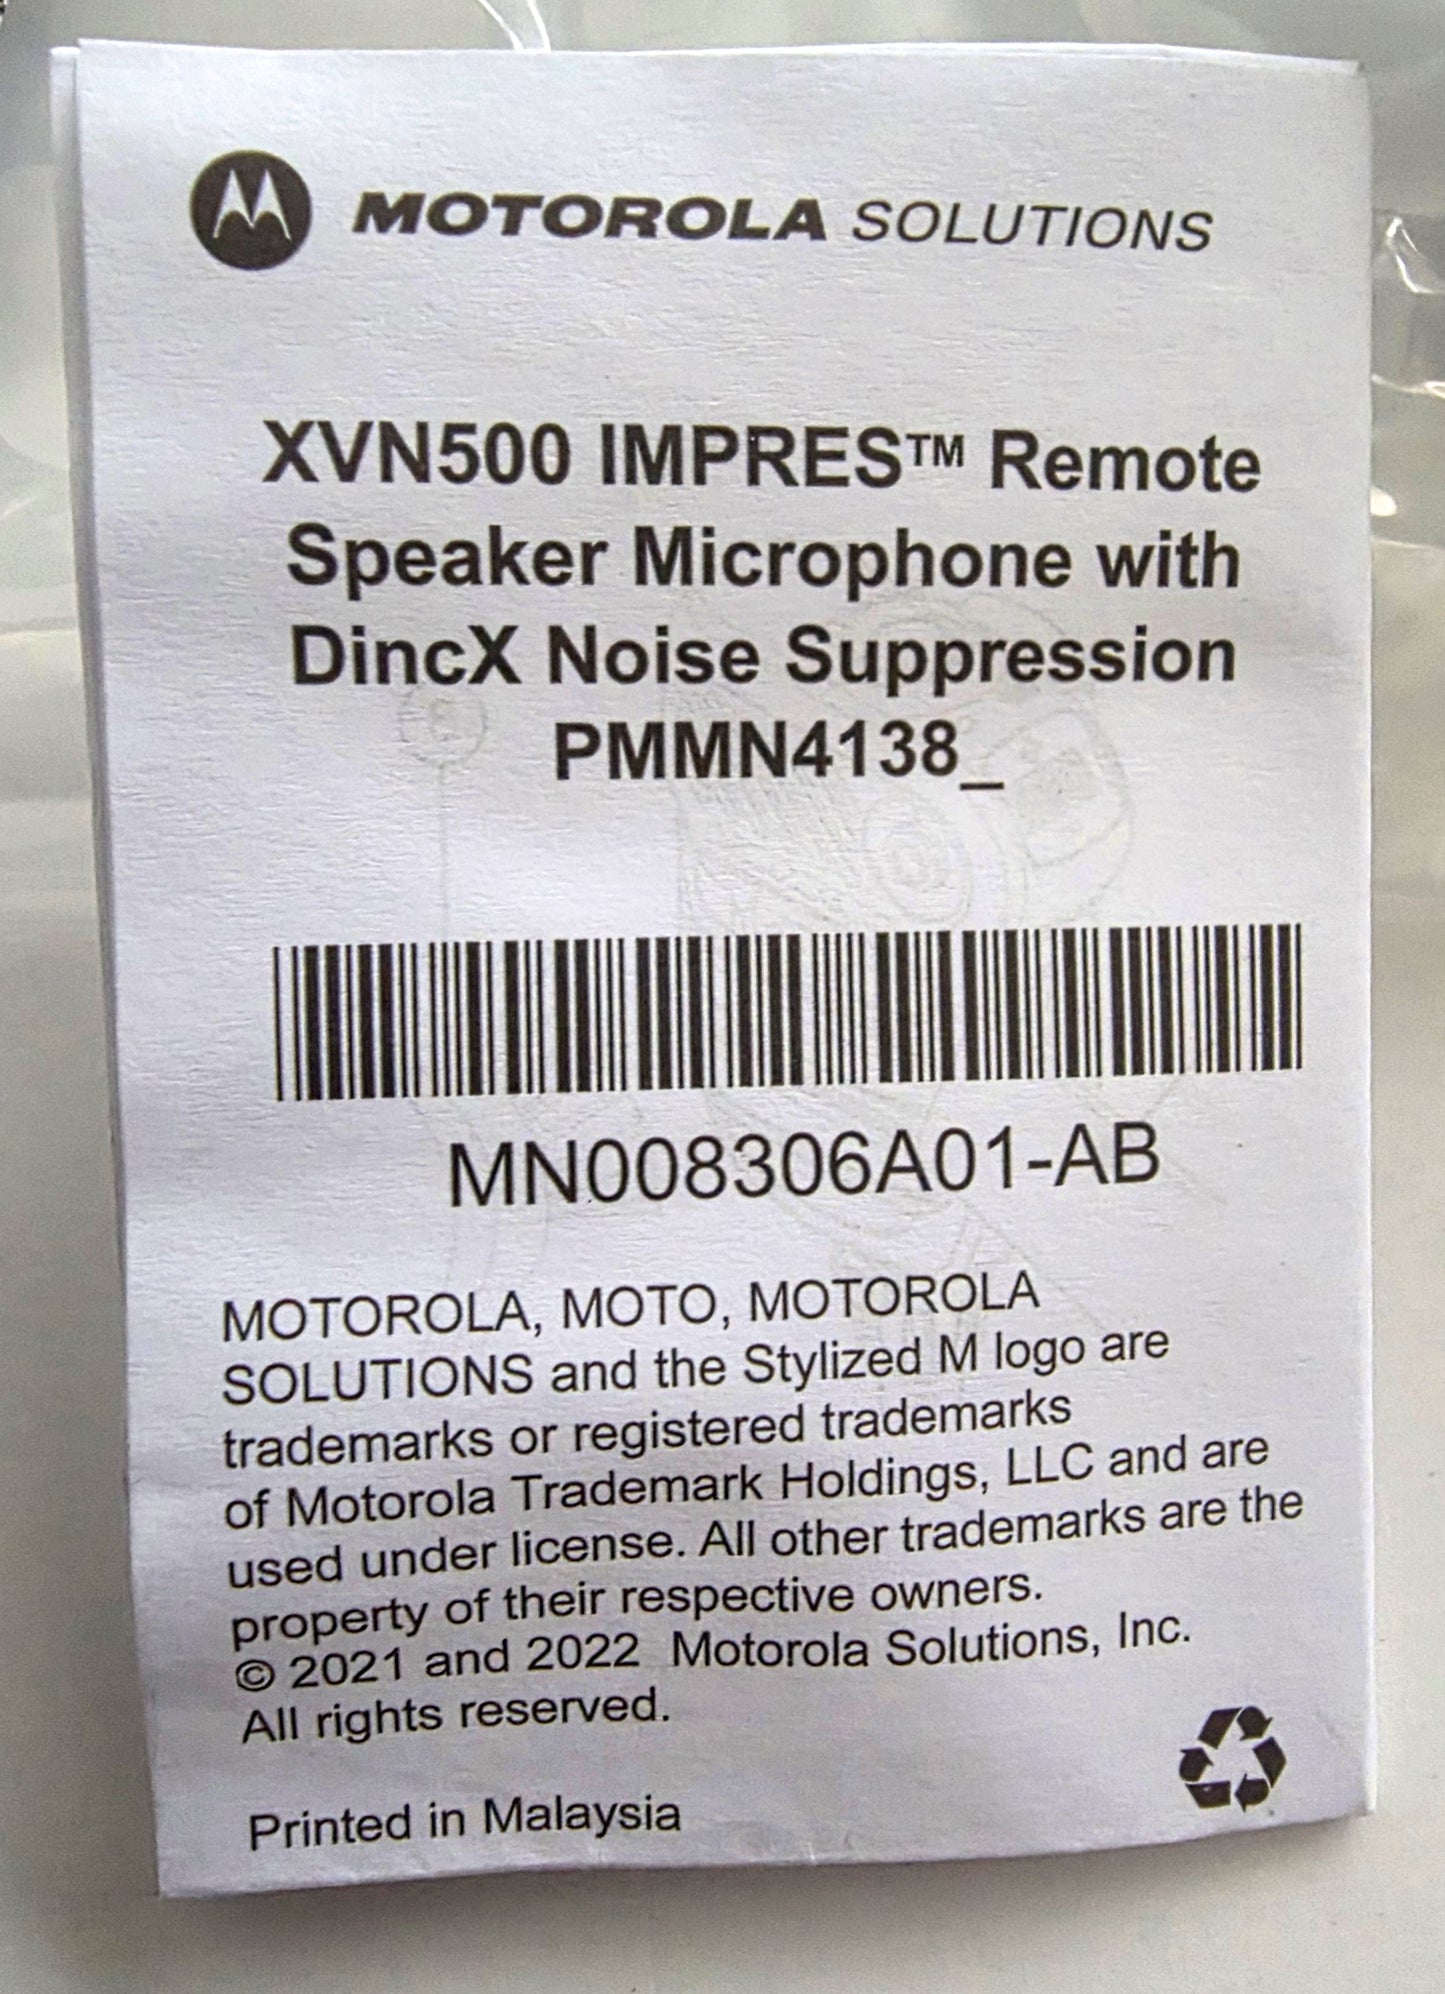 MOTOROLA SOLUTIONS
XVN500 IMPRES™ Remote
Speaker Microphone with
DincX Noise Suppression
PMMN4138_
MN008306A01-AB
MOTOROLA, MOTO, MOTOROLA
SOLUTIONS and the Stylized M logo are
trademarks or registered trademarks
of Motorola Trademark Holdings, LLC and are
used under license. All other trademarks are the
property of their respective owners.
© 2021 and 2022 Motorola Solutions, Inc.
All rights reserved.
Printed in Malaysia